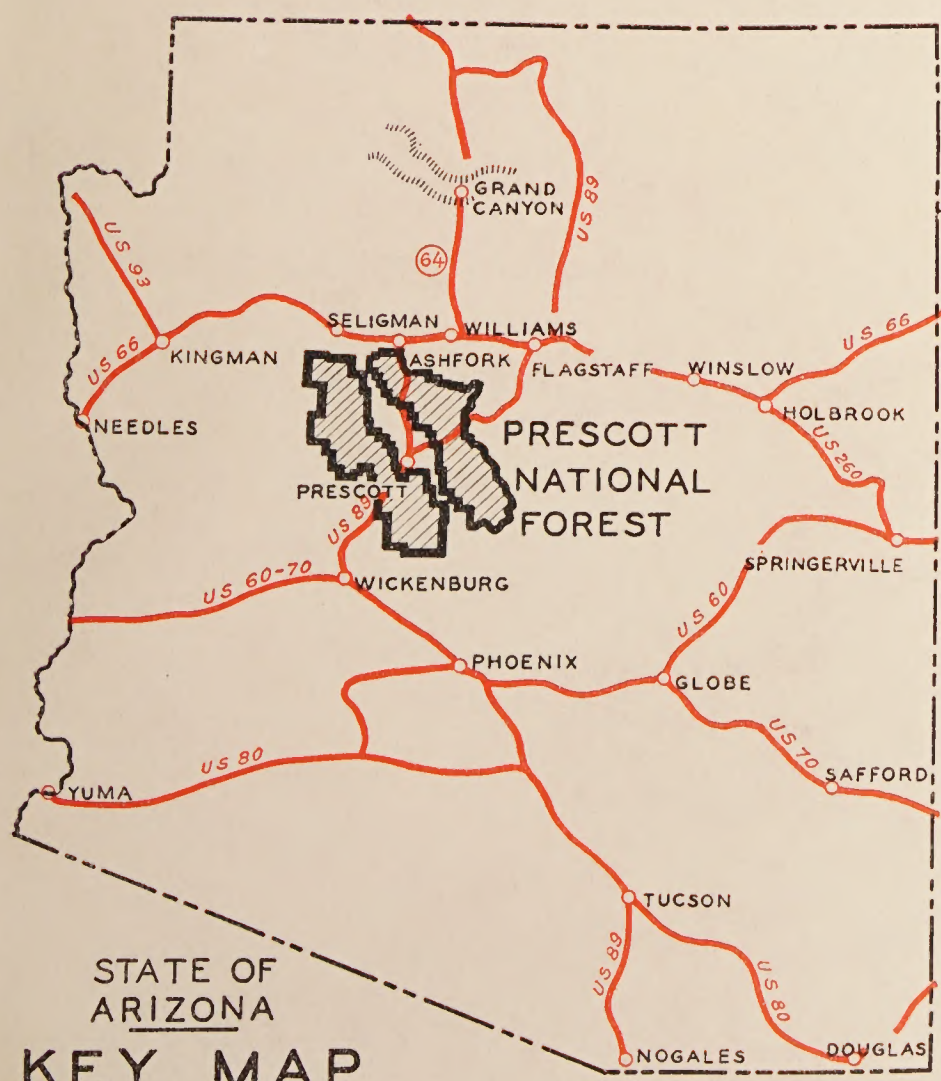 GRAND
CANYON
US 89
US 93
64
SELIGMAN
WILLIAMS
US 66
US 66
KINGMAN
ASHFORK
FLAGSTAFF
WINSLOW
HOLBROOK
NEEDLES
PRESCOTT
NATIONAL
FOREST
US 260
PRESCOTT
US 89
SPRINGERVILLE
US 60-70
WICKENBURG
US 60
PHOENIX
GLOBE
US 70
SAFFORD
US 80
YUMA
TUCSON
US 89
US 80
STATE OF
ARIZONA
KEY MAP
NOGALES
DOUGLAS